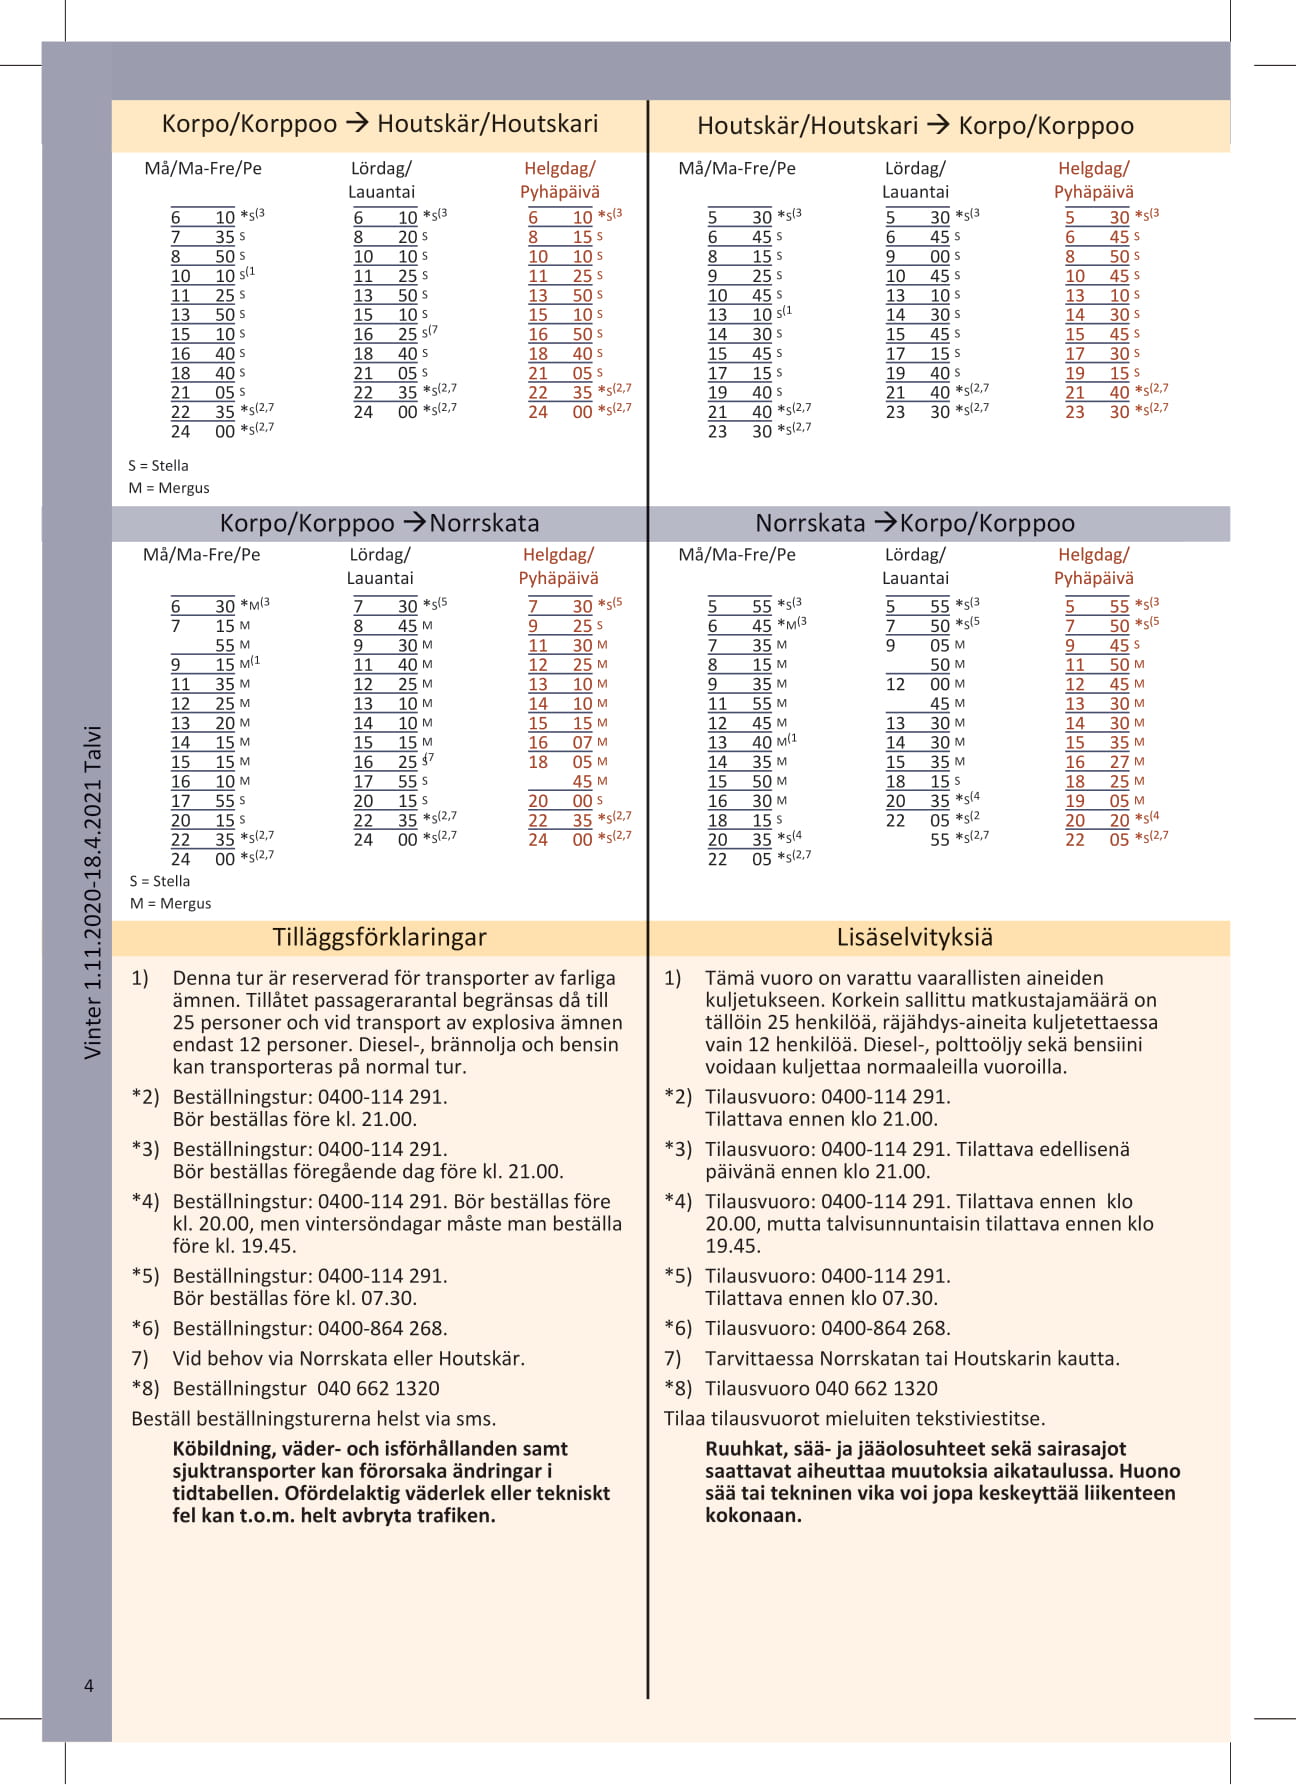 Korpo/Korppoo → Houtskär/Houtskari
Må/Ma-Fre/Pe Lördag/ Helgdag/
Lauantai Pyhäpäivä
6 10 *S(3 6 10 *S(3 6 10 *S(3
7 35 S 8 20 S 8 15 S
8 50 S 10 10 S 10 10 S
10 10 S(1 11 25 S 11 25 S
11 25 S 13 50 S 13 50 S
13 50 S 15 10 S 15 10 S
15 10 S 16 25 S(7 16 50 S
16 40 S 18 40 S 18 40 S
18 40 S 21 05 S 21 05 S
21 05 S 22 35 *S(2,7 22 35 *S(2,7
22 35 *S(2,7 24 00 *S(2,7 24 00 *S(2,7
24 00 *S(2,7
S = Stella
M = Mergus
Houtskär/Houtskari → Korpo/Korppoo
Må/Ma-Fre/Pe Lördag/ Helgdag/
Lauantai Pyhäpäivä
5 30 *S(3 5 30 *S(3 5 30 *S(3
6 45 S 6 45 S 6 45 S
8 15 S 9 00 S 8 50 S
9 25 S 10 45 S 10 45 S
10 45 S 13 10 S 13 10 S
13 10 S(1 14 30 S 14 30 S
14 30 S 15 45 S 15 45 S
15 45 S 17 15 S 17 30 S
17 15 S 19 40 S 19 15 S
19 40 S 21 40 *S(2,7 21 40 *S(2,7
21 40 *S(2,7 23 30 *S(2,7 23 30 *S(2,7
23 30 *S(2,7
Korpo/Korppoo →Norrskata
Må/Ma-Fre/Pe Lördag/ Helgdag/
Lauantai Pyhäpäivä
6 30 *M(3 7 30 *S(5 7 30 *S(5
7 15 M 8 45 M 9 25 S
55 M 9 30 M 11 30 M
9 15 M(1 11 40 M 12 25 M
11 35 M 12 25 M 13 10 M
12 25 M 13 10 M 14 10 M
13 20 M 14 10 M 15 15 M
14 15 M 15 15 M 16 07 M
15 15 M 16 25 S(7 18 05 M
16 10 M 17 55 S 45 M
17 55 S 20 15 S 20 00 S
20 15 S 22 35 *S(2,7 22 35 *S(2,7
22 35 *S(2,7 24 00 *S(2,7 24 00 *S(2,7
24 00 *S(2,7
S = Stella
M = Mergus
Norrskata →Korpo/Korppoo
Må/Ma-Fre/Pe Lördag/ Helgdag/
Lauantai Pyhäpäivä
5 55 *S(3 5 55 *S(3 5 55 *S(3
6 45 *M(3 7 50 *S(5 7 50 *S(5
7 35 M 9 05 M 9 45 S
8 15 M 50 M 11 50 M
9 35 M 12 00 M 12 45 M
11 55 M 45 M 13 30 M
12 45 M 13 30 M 14 30 M
13 40 M(1 14 30 M 15 35 M
14 35 M 15 35 M 16 27 M
15 50 M 18 15 S 18 25 M
16 30 M 20 35 *S(4 19 05 M
18 15 S 22 05 *S(2 20 20 *S(4
20 35 *S(4 55 *S(2,7 22 05 *S(2,7
22 05 *S(2,7
Tilläggsförklaringar
1) Denna tur är reserverad för transporter av farliga
ämnen. Tillåtet passagerarantal begränsas då till
25 personer och vid transport av explosiva ämnen
endast 12 personer. Diesel-, brännolja och bensin
kan transporteras på normal tur.
*2) Beställningstur: 0400-114 291.
Bör beställas före kl. 21.00.
*3) Beställningstur: 0400-114 291.
Bör beställas föregående dag före kl. 21.00.
*4) Beställningstur: 0400-114 291. Bör beställas före
kl. 20.00, men vintersöndagar måste man beställa
före kl. 19.45.
*5) Beställningstur: 0400-114 291.
Bör beställas före kl. 07.30.
*6) Beställningstur: 0400-864 268.
7) Vid behov via Norrskata eller Houtskär.
*8) Beställningstur 040 662 1320
Beställ beställningsturerna helst via sms.
Köbildning, väder- och isförhållanden samt
sjuktransporter kan förorsaka ändringar i
tidtabellen. Ofördelaktig väderlek eller tekniskt
fel kan t.o.m. helt avbryta trafiken.
Lisäselvityksiä
1) Tämä vuoro on varattu vaarallisten aineiden
kuljetukseen. Korkein sallittu matkustajamäärä on
tällöin 25 henkilöä, räjähdys-aineita kuljetettaessa
vain 12 henkilöä. Diesel-, polttoöljy sekä bensiini
voidaan kuljettaa normaaleilla vuoroilla.
*2) Tilausvuoro: 0400-114 291.
Tilattava ennen klo 21.00.
*3) Tilausvuoro: 0400-114 291. Tilattava edellisenä
päivänä ennen klo 21.00.
*4) Tilausvuoro: 0400-114 291. Tilattava ennen klo
20.00, mutta talvisunnuntaisin tilattava ennen klo
19.45.
*5) Tilausvuoro: 0400-114 291.
Tilattava ennen klo 07.30.
*6) Tilausvuoro: 0400-864 268.
7) Tarvittaessa Norrskatan tai Houtskarin kautta.
*8) Tilausvuoro 040 662 1320
Tilaa tilausvuorot mieluiten tekstiviestitse.
Ruuhkat, sää- ja jääolosuhteet sekä sairasajot
saattavat aiheuttaa muutoksia aikataulussa. Huono
sää tai tekninen vika voi jopa keskeyttää liikenteen
kokonaan.
Vinter 1.11.2020-18.4.2021 Talvi
4